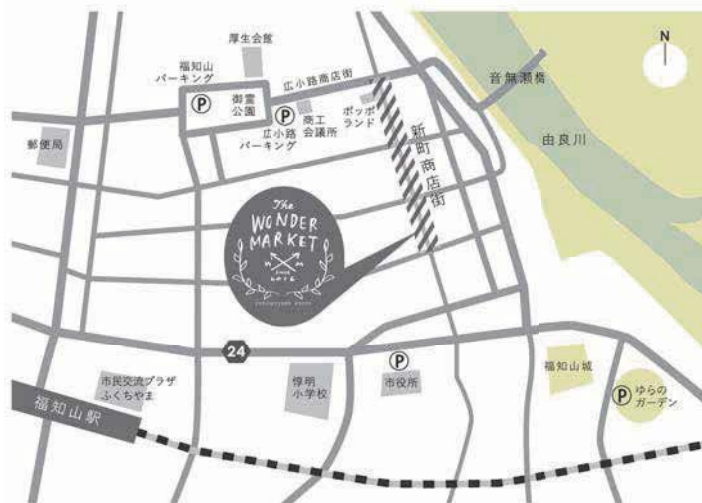 N
厚生会館
福知山
パーキング
広小路商店街
音無瀬橋
P
御霊
公園
P
商工
会議所
ポッポ
ランド
広小路
パーキング
郵便局
新町商店街
由良川
The
WONDER
MARKET
W M
24
P
市民交流プラザ
ふくちやま
惇明
小学校
市役所
福知山城
P
ゆらの
ガーデン
福知山駅